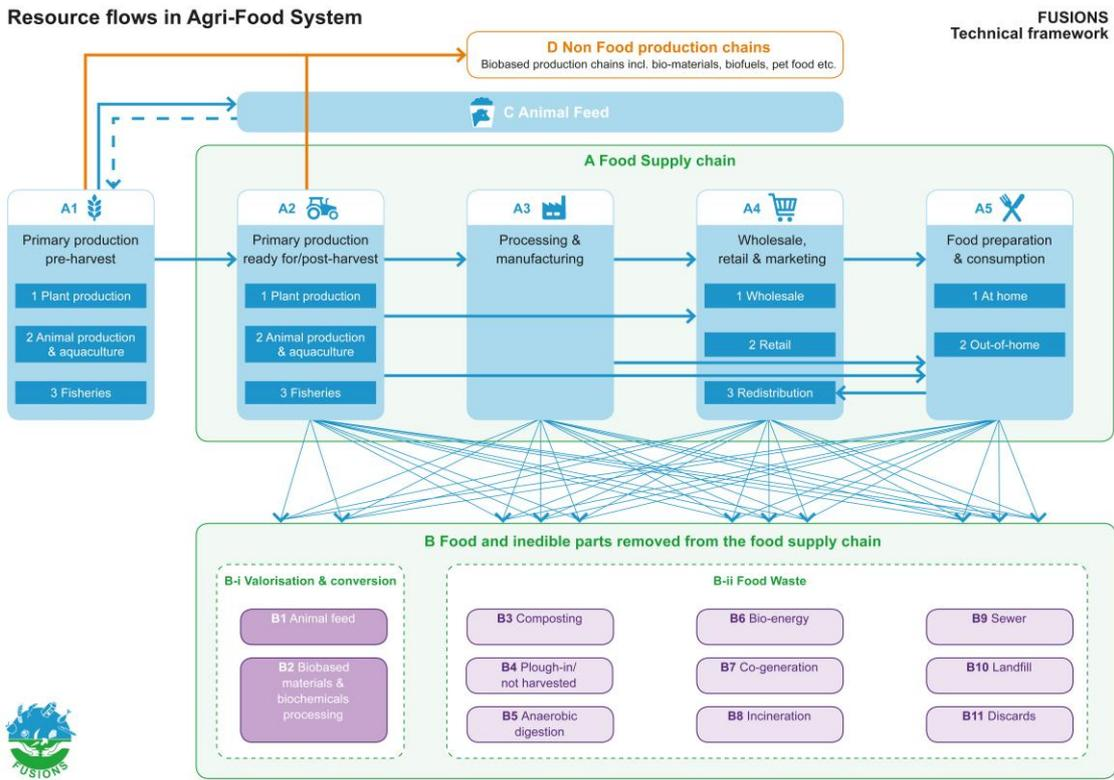 Resource flows in Agri-Food System
FUSIONS
Technical framework
D Non Food production chains
Biobased production chains incl. bio-materials, biofuels, pet food etc.
C Animal Feed
A Food Supply chain
A1
Primary production
pre-harvest
1 Plant production
2 Animal production
& aquaculture
3 Fisheries
A2
Primary production
ready for/post-harvest
1 Plant production
2 Animal production
& aquaculture
3 Fisheries
A3
Processing &
manufacturing
A4
Wholesale,
retail & marketing
1 Wholesale
2 Retail
3 Redistribution
A5
Food preparation
& consumption
1 At home
2 Out-of-home
B Food and inedible parts removed from the food supply chain
B-i Valorisation & conversion
B1 Animal feed
B2 Biobased
materials &
biochemicals
processing
B-ii Food Waste
B3 Composting
B4 Plough-in/
not harvested
B5 Anaerobic
digestion
B6 Bio-energy
B7 Co-generation
B8 Incineration
B9 Sewer
B10 Landfill
B11 Discards
FUSIONS